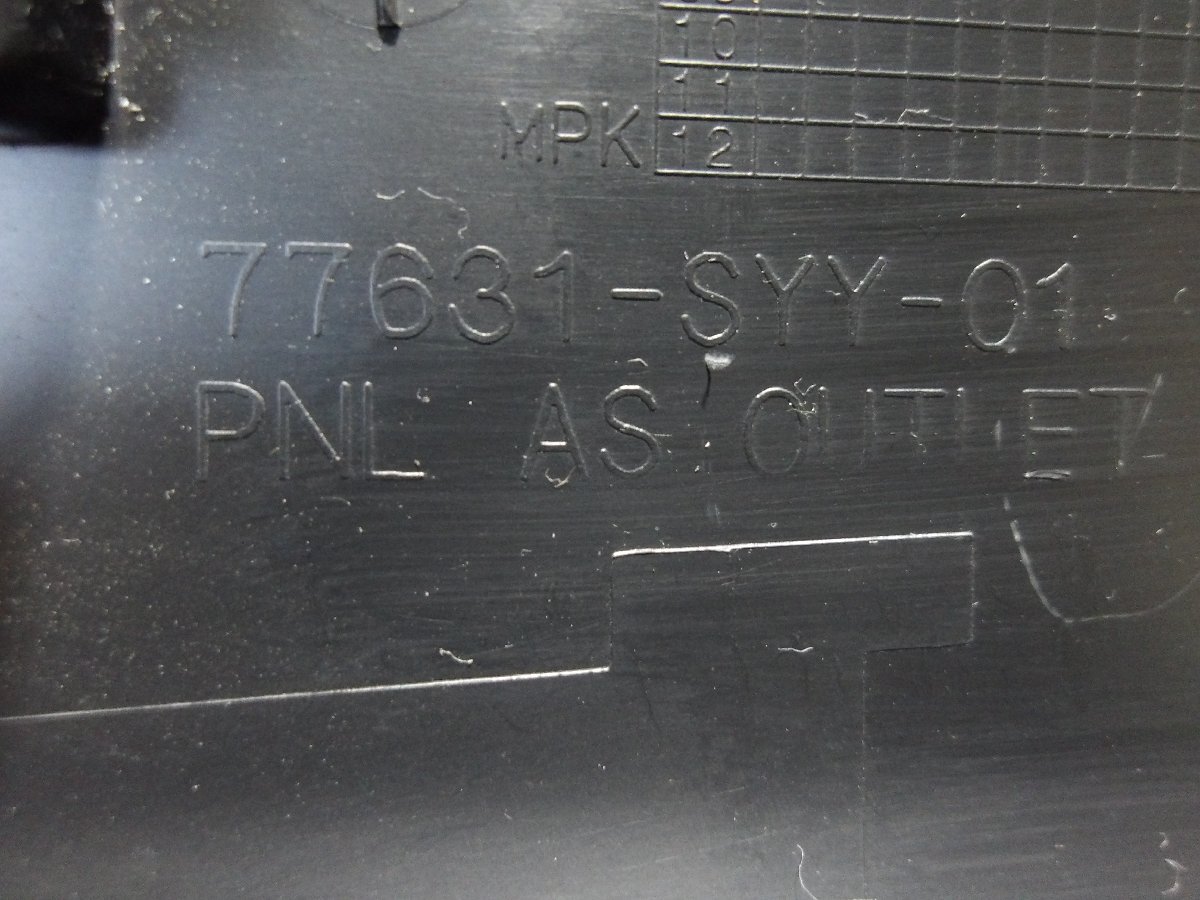 10
11
MPK 12
77631-SYY-01
PNL AS OUTLET